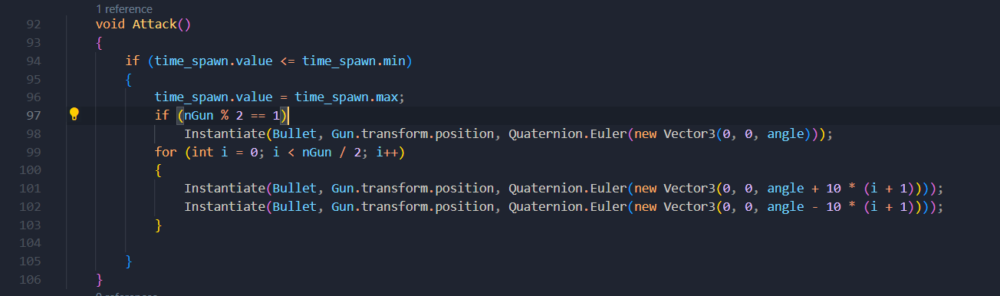 1 reference
92 void Attack()
93 {
94 if (time_spawn.value <= time_spawn.min)
95 {
96 time_spawn.value = time_spawn.max;
97 if (nGun % 2 == 1)
98 Instantiate(Bullet, Gun.transform.position, Quaternion.Euler(new Vector3(0, 0, angle)));
99 for (int i = 0; i < nGun / 2; i++)
100 {
101 Instantiate(Bullet, Gun.transform.position, Quaternion.Euler(new Vector3(0, 0, angle + 10 * (i + 1))));
102 Instantiate(Bullet, Gun.transform.position, Quaternion.Euler(new Vector3(0, 0, angle - 10 * (i + 1))));
103 }
104
105 }
106 }